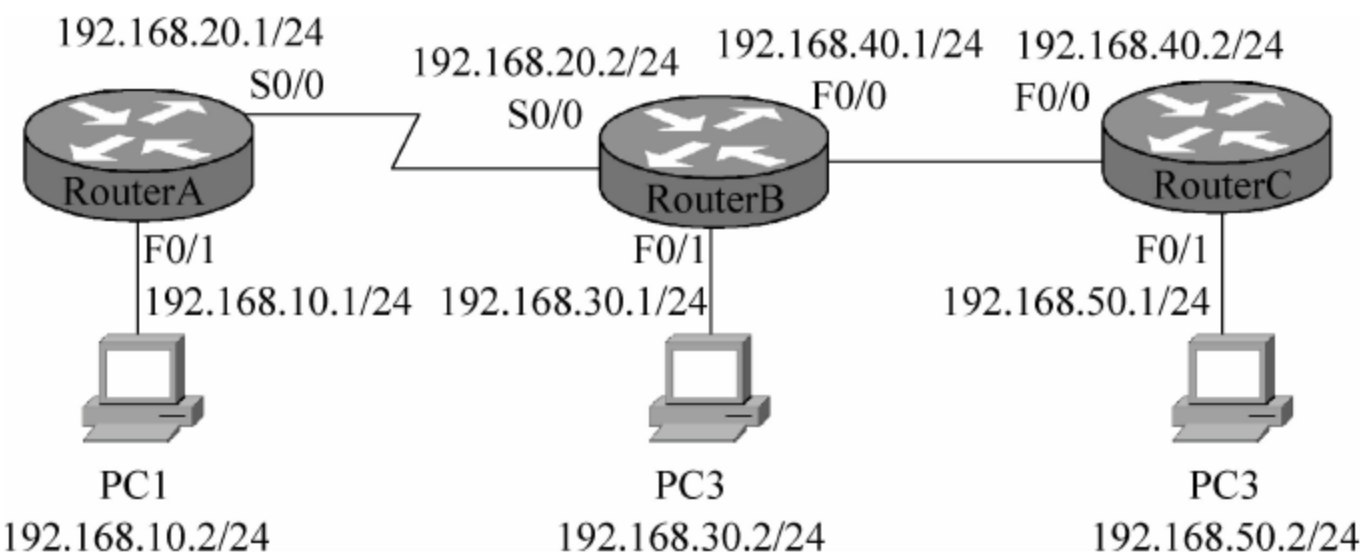 192.168.20.1/24
192.168.20.2/24
192.168.40.1/24
192.168.40.2/24
S0/0
S0/0
F0/0
F0/0
RouterA
RouterB
RouterC
F0/1
F0/1
F0/1
192.168.10.1/24
192.168.30.1/24
192.168.50.1/24
PC1
PC3
PC3
192.168.10.2/24
192.168.30.2/24
192.168.50.2/24